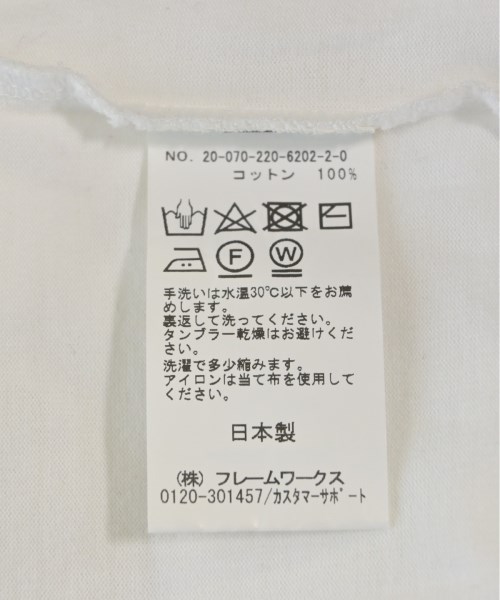 NO. 20-070-220-6202-2-0
コットン 100%
F W
手洗いは水温30℃以下をお薦
めします。
裏返して洗ってください。
タンブラー乾燥はお避けくだ
さい。
洗濯で多少縮みます。
アイロンは当て布を使用して
ください。
日本製
(株) フレームワークス
0120-301457/カスタマーサポート